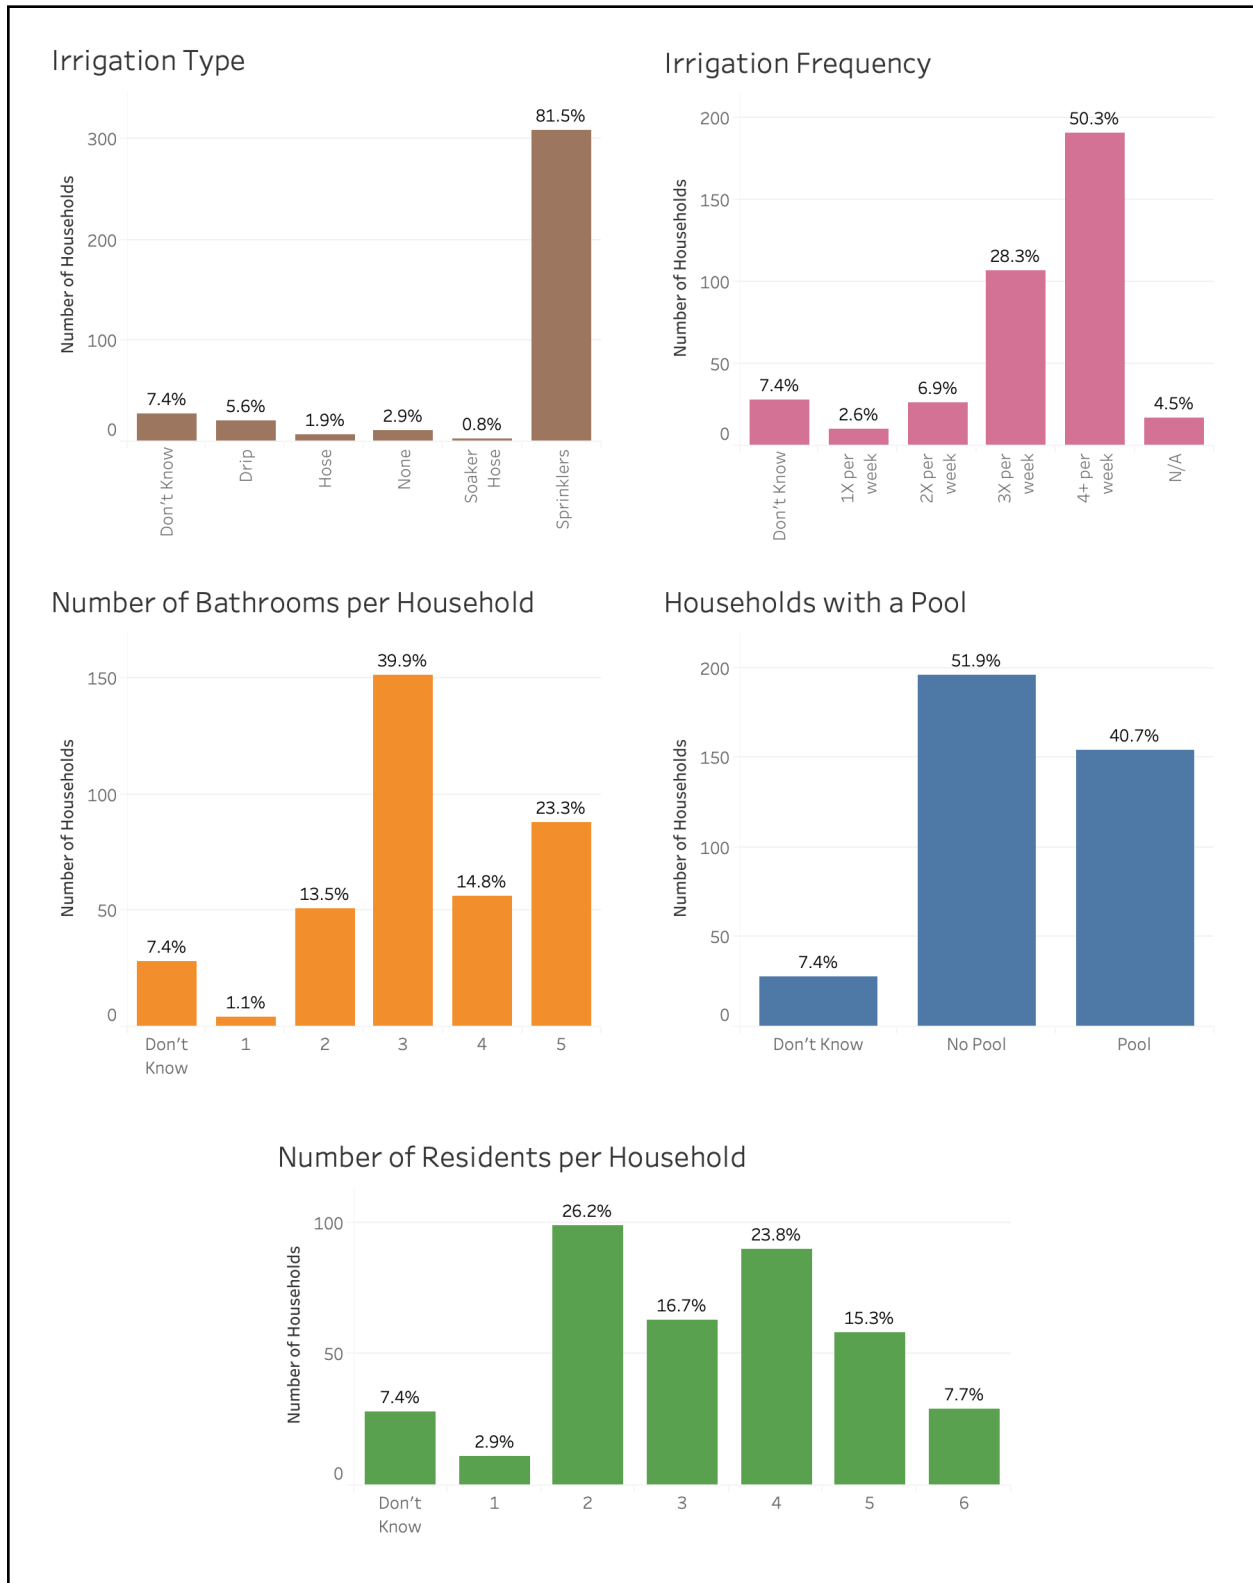 Irrigation Type
Number of Households
300
200
100
0
7.4%
5.6%
1.9%
2.9%
0.8%
81.5%
Don't Know
Drip
Hose
None
Soaker
Hose
Sprinklers
Irrigation Frequency
Number of Households
200
150
100
50
0
7.4%
2.6%
6.9%
28.3%
50.3%
4.5%
Don't Know
1X per
week
2X per
week
3X per
week
4+ per
week
N/A
Number of Bathrooms per Household
Number of Households
150
100
50
0
7.4%
1.1%
13.5%
39.9%
14.8%
23.3%
Don't
Know
1
2
3
4
5
Households with a Pool
Number of Households
200
150
100
50
0
7.4%
51.9%
40.7%
Don't Know
No Pool
Pool
Number of Residents per Household
Number of Households
100
50
0
7.4%
2.9%
26.2%
16.7%
23.8%
15.3%
7.7%
Don't
Know
1
2
3
4
5
6